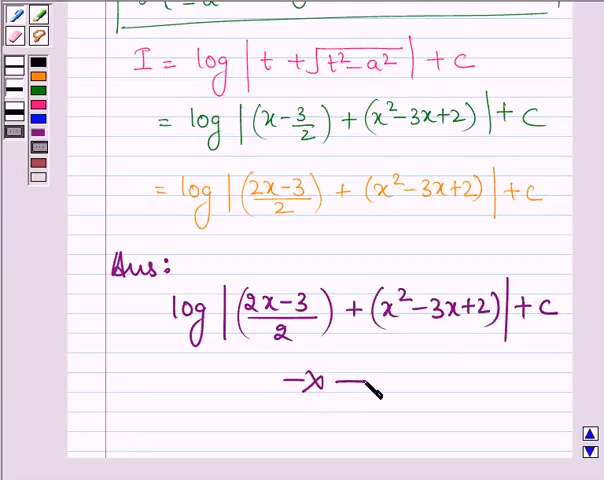 I = log | t + √t²-a² | + c
= log | (x - 3/2) + (x² - 3x + 2) | + C
= log | (2x-3/2) + (x² - 3x + 2) | + C
Ans:
log | (2x-3/2) + (x² - 3x + 2) | + C
-x-